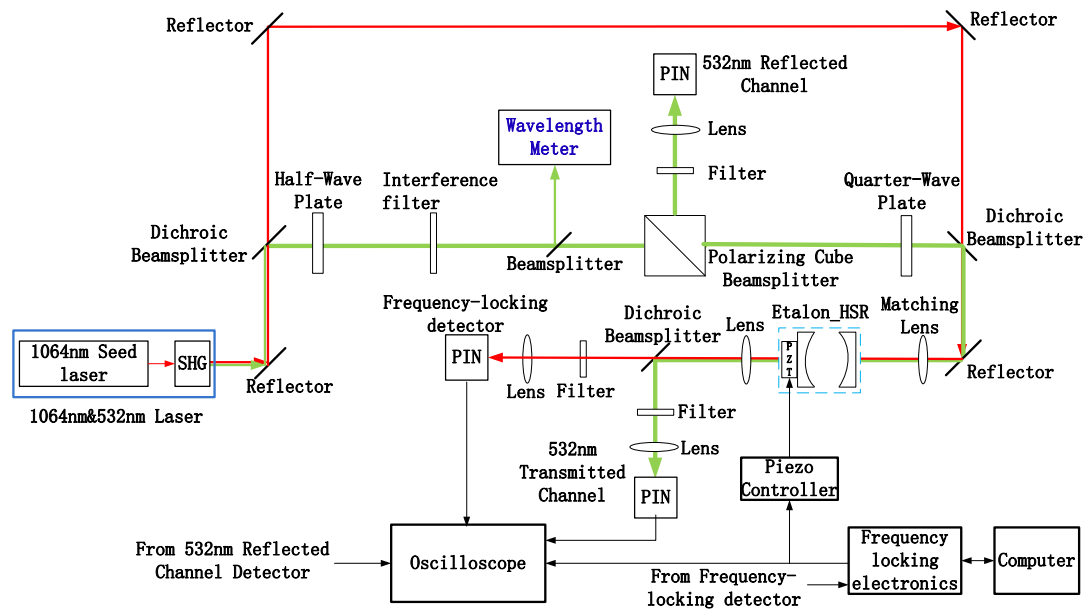 Reflector
Reflector
PIN
532nm Reflected
Channel
Lens
Wavelength
Meter
Filter
Half-Wave
Plate
Interference
filter
Quarter-Wave
Plate
Dichroic
Beamsplitter
Beamsplitter
Polarizing Cube
Beamsplitter
Dichroic
Beamsplitter
Frequency-locking
detector
Dichroic
Beamsplitter
Lens
Etalon_HSR
Matching
Lens
1064nm Seed
laser
SHG
Reflector
1064nm&532nm Laser
PIN
Lens
Filter
PZT
Reflector
Filter
Lens
532nm
Transmitted
Channel
PIN
Piezo
Controller
From 532nm Reflected
Channel Detector
Oscilloscope
From Frequency-
locking detector
Frequency
locking
electronics
Computer